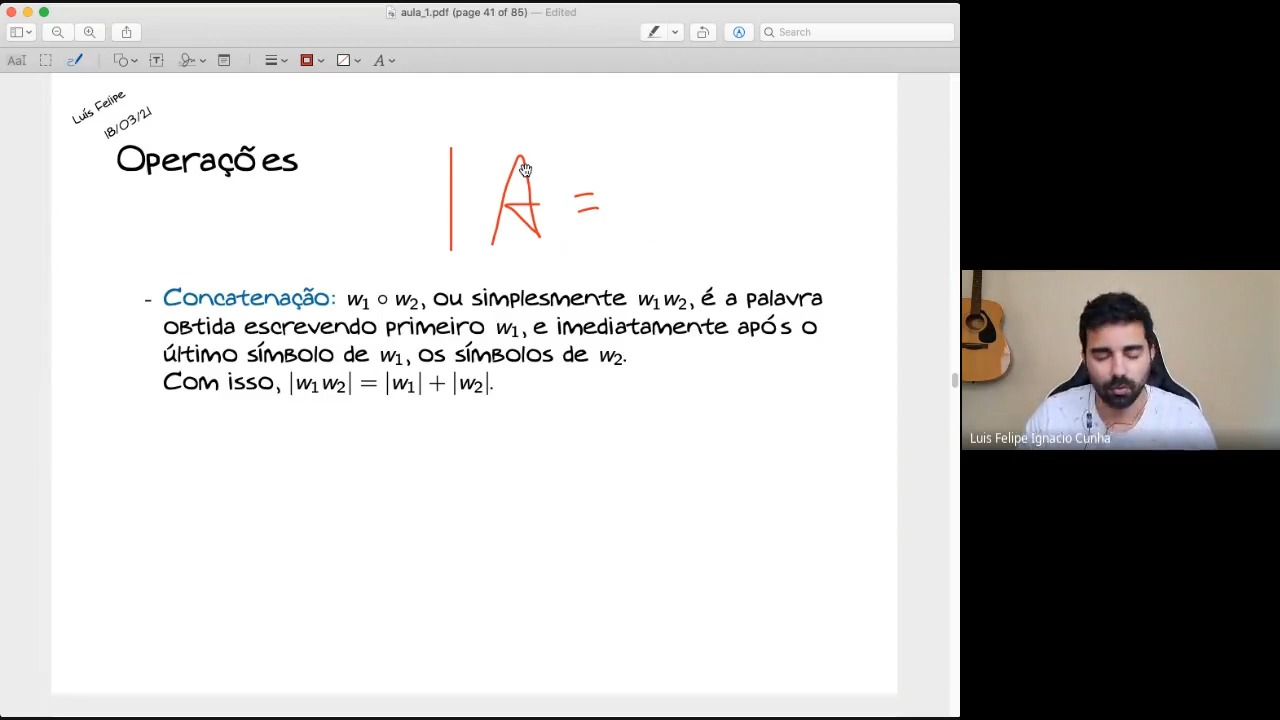 aula_1.pdf (page 41 of 85) — Edited
Search
AaI
A
Luís Felipe
18/03/21
Operações
| A =
- Concatenação: w₁ ∘ w₂, ou simplesmente w₁w₂, é a palavra
obtida escrevendo primeiro w₁, e imediatamente após o
último símbolo de w₁, os símbolos de w₂.
Com isso, |w₁w₂| = |w₁| + |w₂|.
Luis Felipe Ignacio Cunha